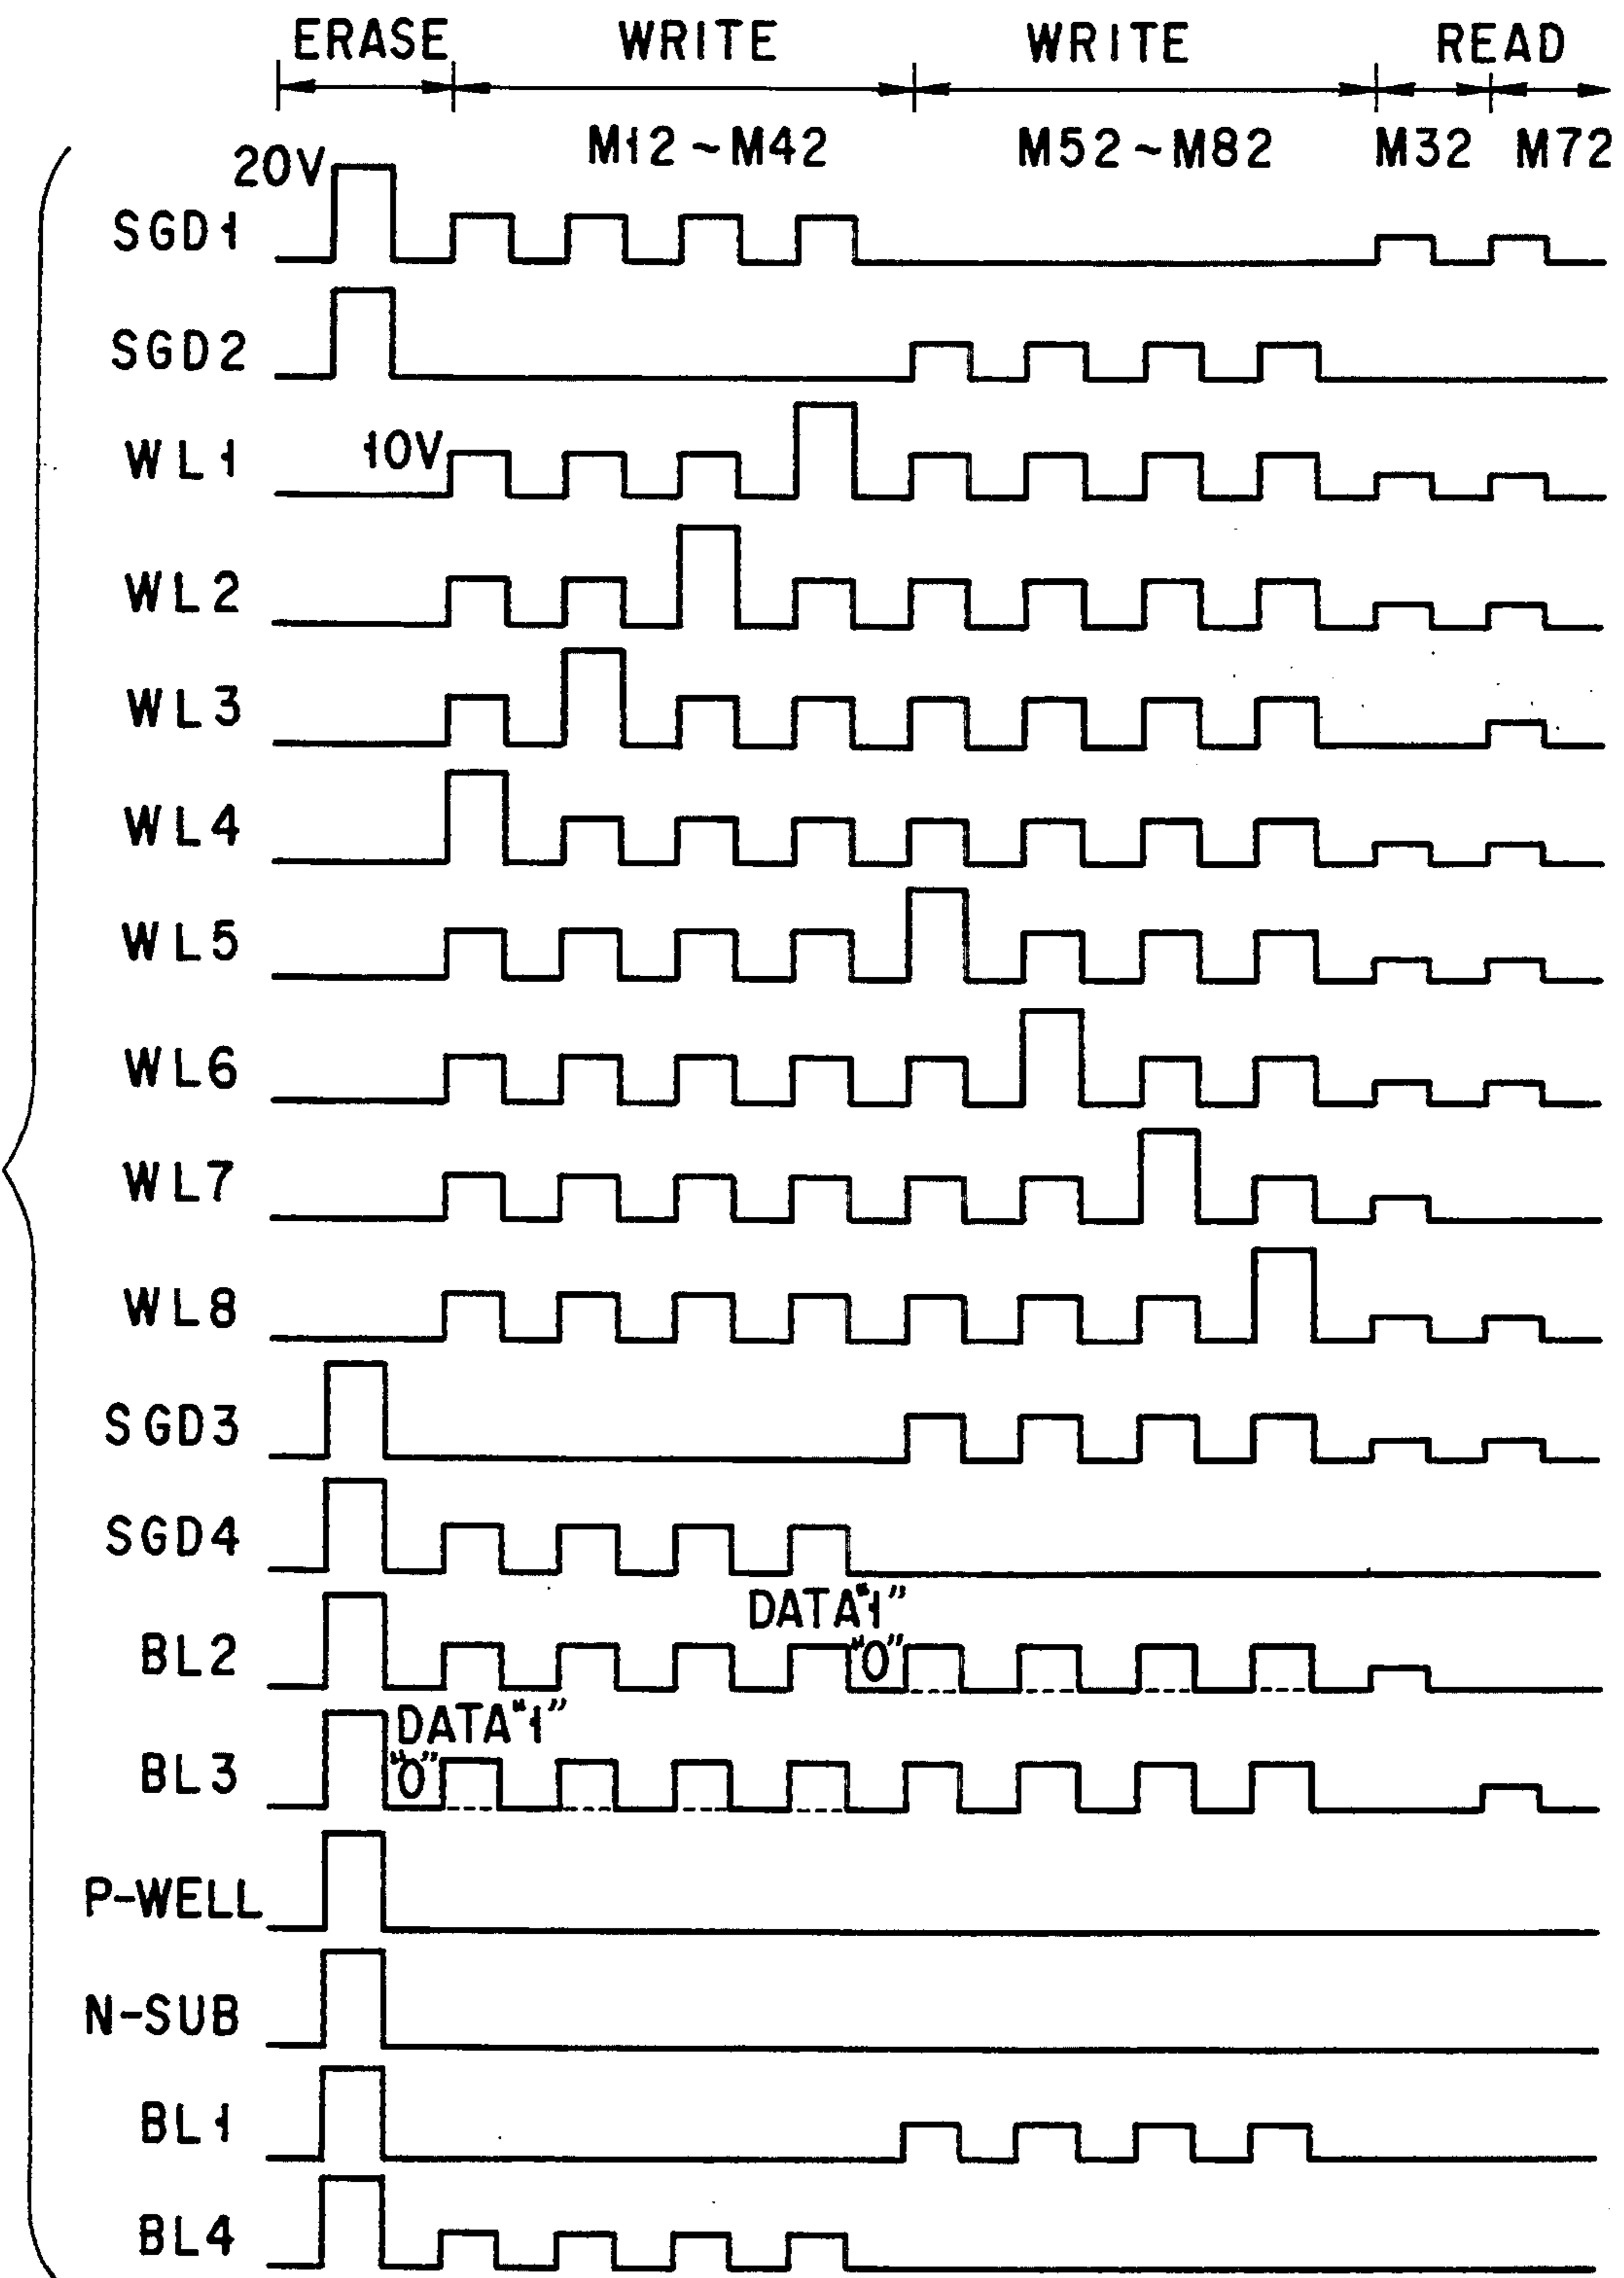 ERASE WRITE WRITE READ
M12~M42 M52~M82 M32 M72
20V
SGD1
SGD2
10V
WL1
WL2
WL3
WL4
WL5
WL6
WL7
WL8
SGD3
SGD4
DATA"1"
BL2 "0"
DATA"1"
BL3 "0"
P-WELL
N-SUB
BL1
BL4